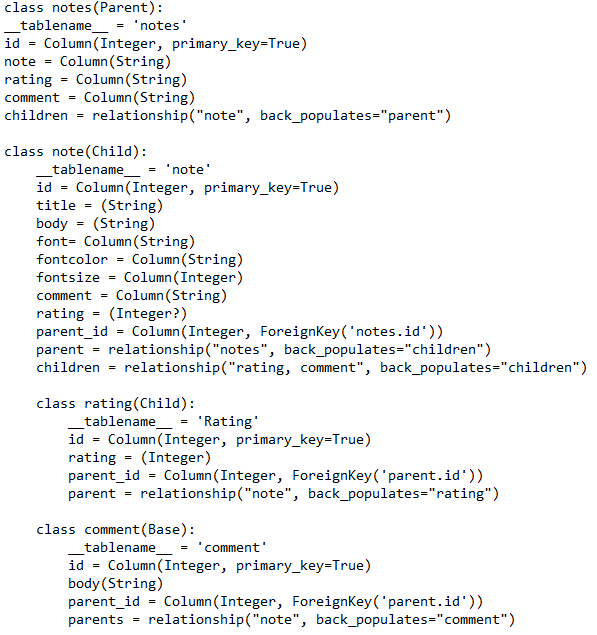 class notes(Parent):
__tablename__ = 'notes'
id = Column(Integer, primary_key=True)
note = Column(String)
rating = Column(String)
comment = Column(String)
children = relationship("note", back_populates="parent")

class note(Child):
    __tablename__ = 'note'
    id = Column(Integer, primary_key=True)
    title = (String)
    body = (String)
    font= Column(String)
    fontcolor = Column(String)
    fontsize = Column(Integer)
    comment = Column(String)
    rating = (Integer?)
    parent_id = Column(Integer, ForeignKey('notes.id'))
    parent = relationship("notes", back_populates="children")
    children = relationship("rating, comment", back_populates="children")

    class rating(Child):
        __tablename__ = 'Rating'
        id = Column(Integer, primary_key=True)
        rating = (Integer)
        parent_id = Column(Integer, ForeignKey('parent.id'))
        parent = relationship("note", back_populates="rating")

    class comment(Base):
        __tablename__ = 'comment'
        id = Column(Integer, primary_key=True)
        body(String)
        parent_id = Column(Integer, ForeignKey('parent.id'))
        parents = relationship("note", back_populates="comment")